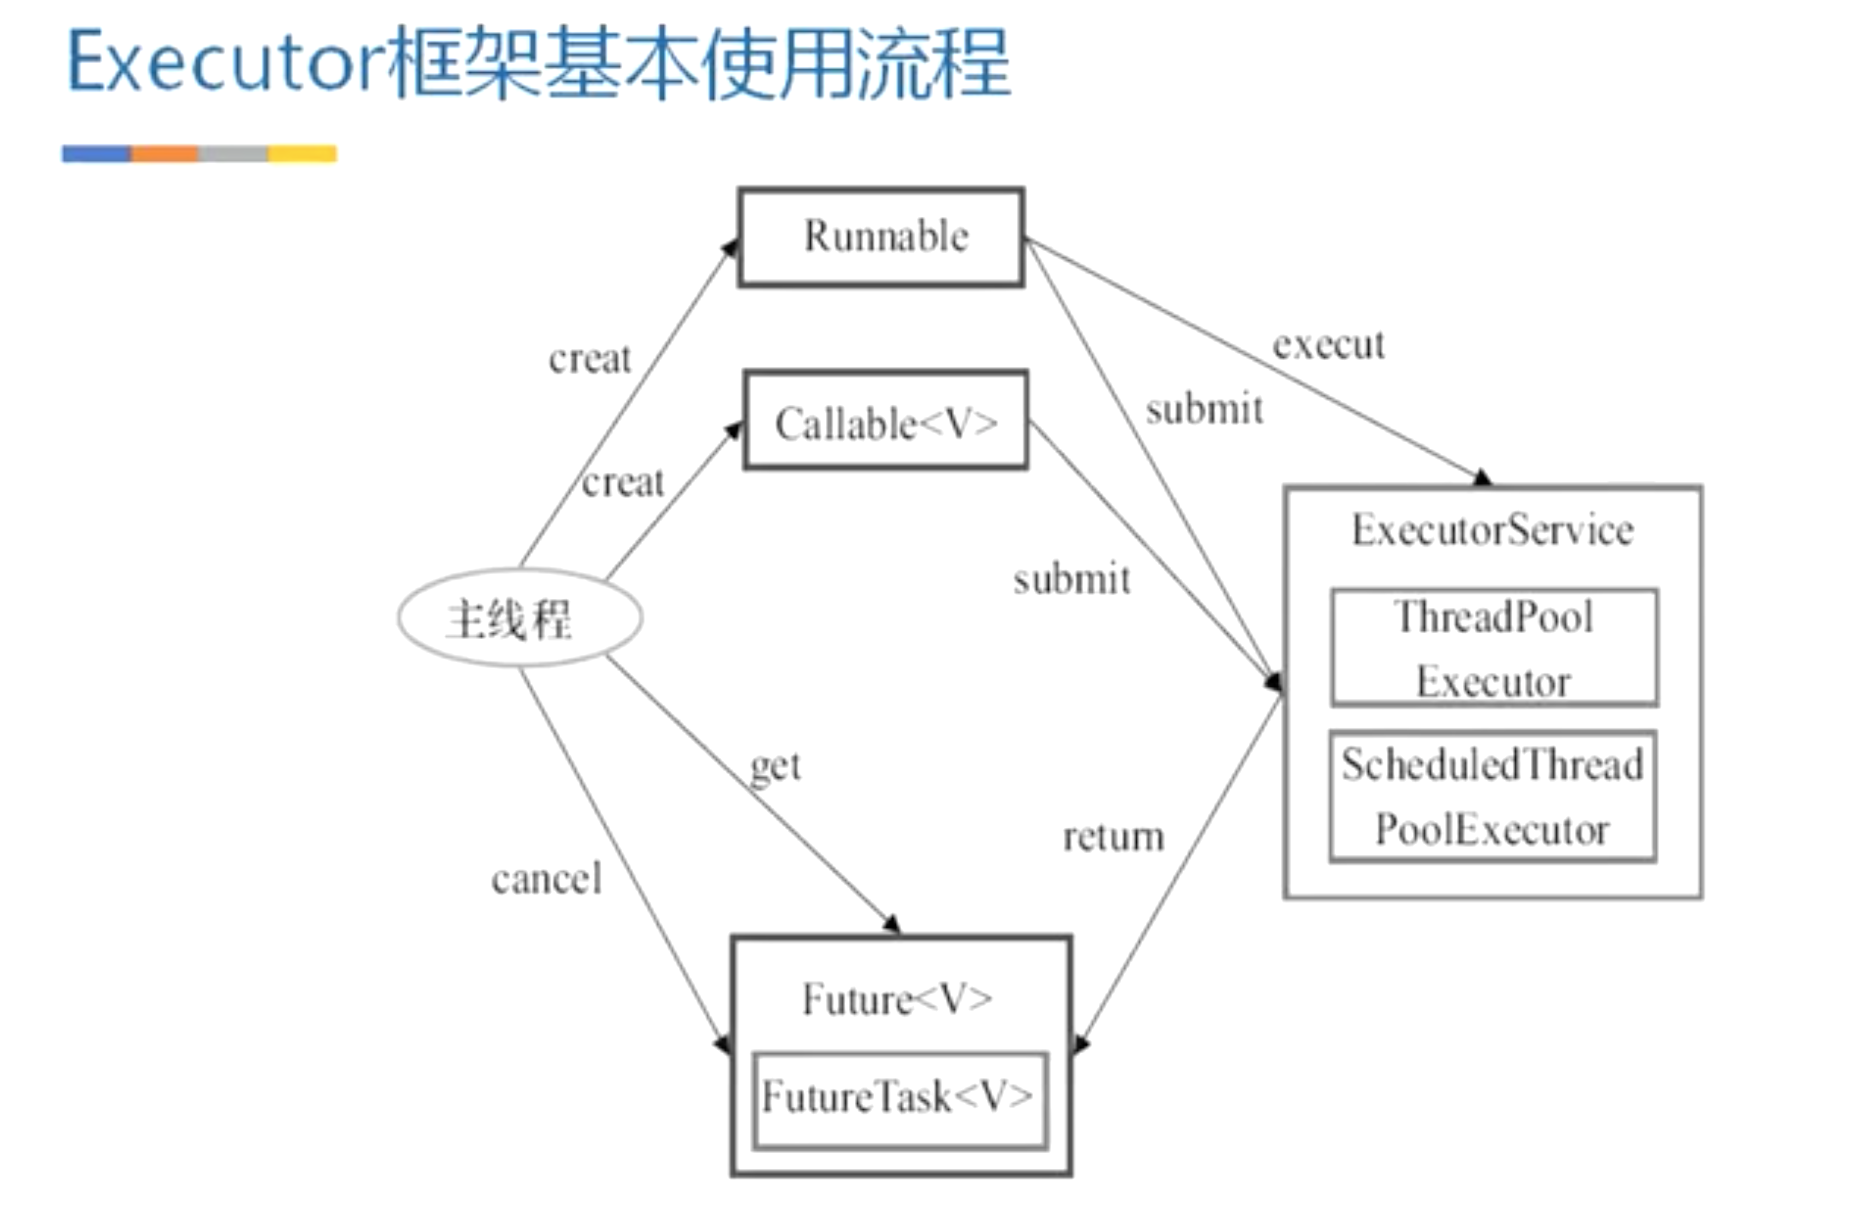 Executor框架基本使用流程
Runnable
creat
execut
submit
Callable<V>
creat
submit
ExecutorService
ThreadPool
Executor
ScheduledThread
PoolExecutor
主线程
get
return
cancel
Future<V>
FutureTask<V>